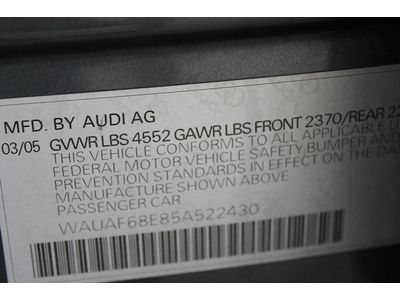 MFD. BY AUDI AG
03/05 GVWR LBS 4552 GAWR LBS FRONT 2370/REAR 22
THIS VEHICLE CONFORMS TO ALL APPLICABLE
FEDERAL MOTOR VEHICLE SAFETY, BUMPER AND
PREVENTION STANDARDS IN EFFECT ON THE DA
MANUFACTURE SHOWN ABOVE
PASSENGER CAR
WAUAF68E85A522430